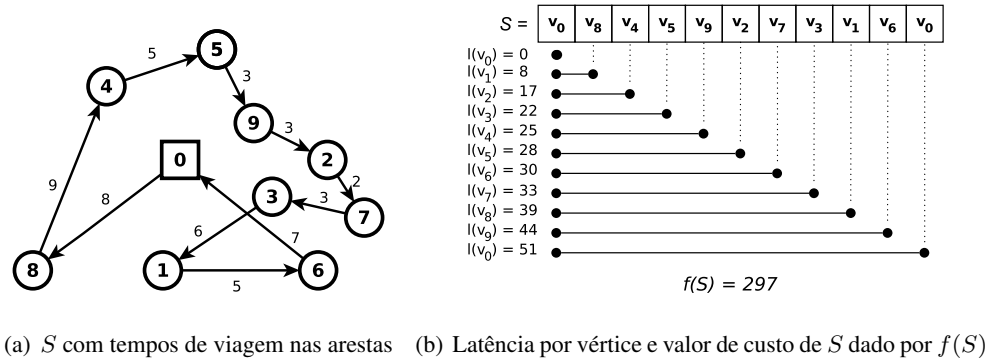 S = v0 v8 v4 v5 v9 v2 v7 v3 v1 v6 v0
5
5
4
3
9
3
2
0
2
9
8
3
3
7
6
7
8
1
5
6
l(v0) = 0
l(v1) = 8
l(v2) = 17
l(v3) = 22
l(v4) = 25
l(v5) = 28
l(v6) = 30
l(v7) = 33
l(v8) = 39
l(v9) = 44
l(v0) = 51
f(S) = 297
(a) S com tempos de viagem nas arestas
(b) Latência por vértice e valor de custo de S dado por f(S)